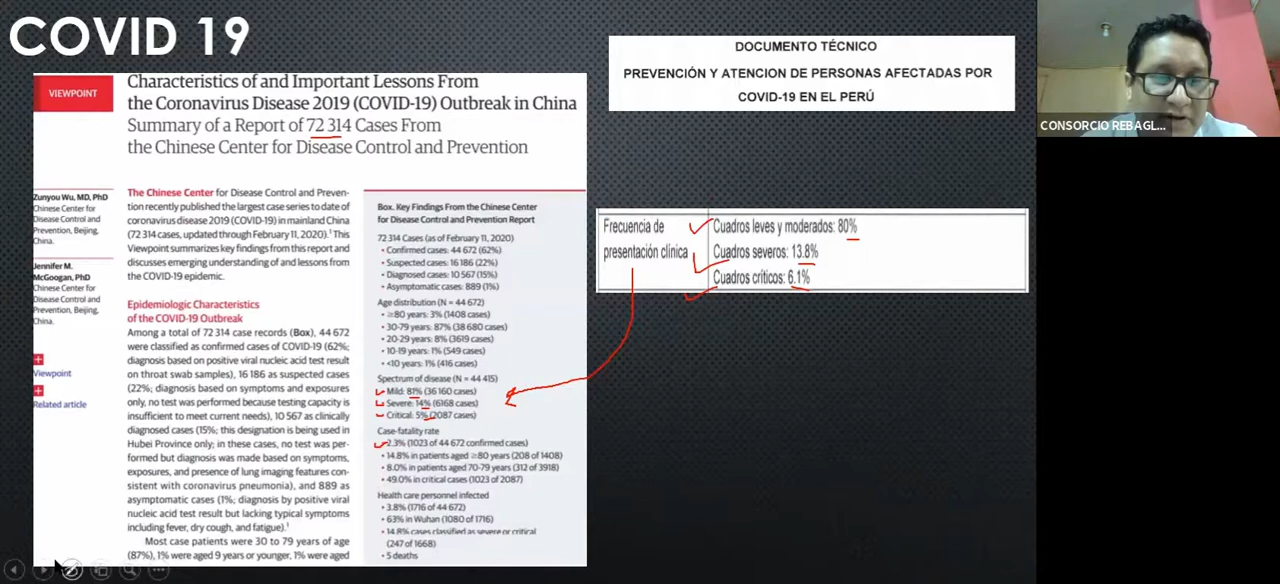 COVID 19
VIEWPOINT
Characteristics of and Important Lessons From
the Coronavirus Disease 2019 (COVID-19) Outbreak in China
Summary of a Report of 72 314 Cases From
the Chinese Center for Disease Control and Prevention
Zunyou Wu, MD, PhD
Chinese Center for
Disease Control and
Prevention, Beijing,
China.
Jennifer M.
McGoogan, PhD
Chinese Center for
Disease Control and
Prevention, Beijing,
China.
Viewpoint
Related article
The Chinese Center for Disease Control and Preven-
tion recently published the largest case series to date of
coronavirus disease 2019 (COVID-19) in mainland China
(72 314 cases, updated through February 11, 2020).1 This
Viewpoint summarizes key findings from this report and
discusses emerging understanding of and lessons from
the COVID-19 epidemic.
Epidemiologic Characteristics
of the COVID-19 Outbreak
Among a total of 72 314 case records (Box), 44 672
were classified as confirmed cases of COVID-19 (62%;
diagnosis based on positive viral nucleic acid test result
on throat swab samples), 16 186 as suspected cases
(22%; diagnosis based on symptoms and exposures
only, no test was performed because testing capacity is
insufficient to meet current needs), 10 567 as clinically
diagnosed cases (15%; this designation is being used in
Hubei Province only; in these cases, no test was per-
formed but diagnosis was made based on symptoms,
exposures, and presence of lung imaging features con-
sistent with coronavirus pneumonia), and 889 as
asymptomatic cases (1%; diagnosis by positive viral
nucleic acid test result but lacking typical symptoms
including fever, dry cough, and fatigue).1
Most case patients were 30 to 79 years of age
(87%), 1% were aged 9 years or younger, 1% were aged
Box. Key Findings From the Chinese Center
for Disease Control and Prevention Report
72 314 Cases (as of February 11, 2020)
• Confirmed cases: 44 672 (62%)
• Suspected cases: 16 186 (22%)
• Diagnosed cases: 10 567 (15%)
• Asymptomatic cases: 889 (1%)
Age distribution (N = 44 672)
• ≥80 years: 3% (1408 cases)
• 30-79 years: 87% (38 680 cases)
• 20-29 years: 8% (3619 cases)
• 10-19 years: 1% (549 cases)
• <10 years: 1% (416 cases)
Spectrum of disease (N = 44 415)
• Mild: 81% (36 160 cases)
• Severe: 14% (6168 cases)
• Critical: 5% (2087 cases)
Case-fatality rate
• 2.3% (1023 of 44 672 confirmed cases)
• 14.8% in patients aged ≥80 years (208 of 1408)
• 8.0% in patients aged 70-79 years (312 of 3918)
• 49.0% in critical cases (1023 of 2087)
Health care personnel infected
• 3.8% (1716 of 44 672)
• 63% in Wuhan (1080 of 1716)
• 14.8% cases classified as severe or critical
(247 of 1668)
• 5 deaths
DOCUMENTO TÉCNICO
PREVENCIÓN Y ATENCION DE PERSONAS AFECTADAS POR
COVID-19 EN EL PERÚ
Frecuencia de
presentación clínica
Cuadros leves y moderados: 80%
Cuadros severos: 13.8%
Cuadros críticos: 6.1%
CONSORCIO REBAGL...